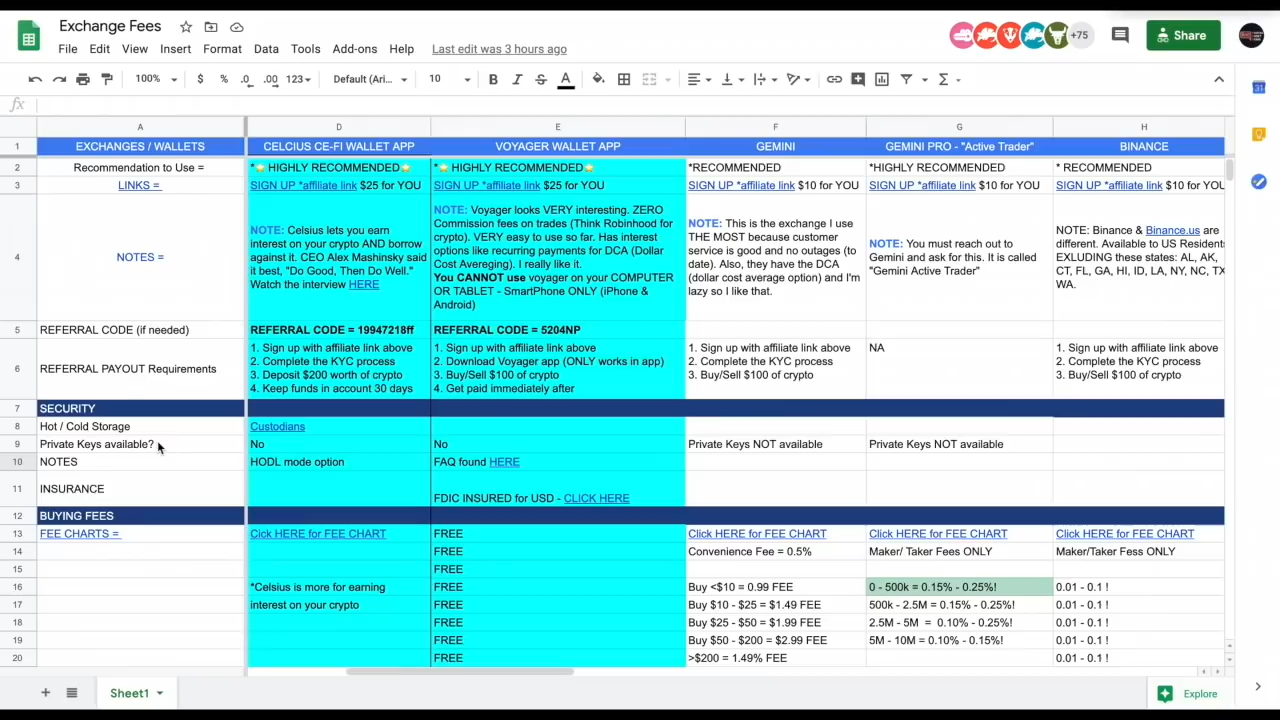 Exchange Fees
File Edit View Insert Format Data Tools Add-ons Help Last edit was 3 hours ago
+75
Share
100% $ % .0 .00 123 Default (Ari... 10 B I S A
fx
31
A D E F G H
1 EXCHANGES / WALLETS CELCIUS CE-FI WALLET APP VOYAGER WALLET APP GEMINI GEMINI PRO - "Active Trader" BINANCE
2 Recommendation to Use = *⭐ HIGHLY RECOMMENDED⭐ *⭐ HIGHLY RECOMMENDED⭐ *RECOMMENDED *HIGHLY RECOMMENDED * RECOMMENDED
3 LINKS = SIGN UP *affiliate link $25 for YOU SIGN UP *affiliate link $25 for YOU SIGN UP *affiliate link $10 for YOU SIGN UP *affiliate link $10 for YOU SIGN UP *affiliate link $10 for YOU
4 NOTES =
NOTE: Celsius lets you earn
interest on your crypto AND borrow
against it. CEO Alex Mashinsky said
it best, "Do Good, Then Do Well."
Watch the interview HERE
NOTE: Voyager looks VERY interesting. ZERO
Commission fees on trades (Think Robinhood for
crypto). VERY easy to use so far. Has interest
options like recurring payments for DCA (Dollar
Cost Avereging). I really like it.
You CANNOT use voyager on your COMPUTER
OR TABLET - SmartPhone ONLY (iPhone &
Android)
NOTE: This is the exchange I use
THE MOST because customer
service is good and no outages (to
date). Also, they have the DCA
(dollar cost average option) and I'm
lazy so I like that.
NOTE: You must reach out to
Gemini and ask for this. It is called
"Gemini Active Trader"
NOTE: Binance & Binance.us are
different. Available to US Residents
EXLUDING these states: AL, AK,
CT, FL, GA, HI, ID, LA, NY, NC, TX
WA.
5 REFERRAL CODE (if needed) REFERRAL CODE = 19947218ff REFERRAL CODE = 5204NP
6 REFERRAL PAYOUT Requirements
1. Sign up with affiliate link above
2. Complete the KYC process
3. Deposit $200 worth of crypto
4. Keep funds in account 30 days
1. Sign up with affiliate link above
2. Download Voyager app (ONLY works in app)
3. Buy/Sell $100 of crypto
4. Get paid immediately after
1. Sign up with affiliate link above
2. Complete the KYC process
3. Buy/Sell $100 of crypto
NA
1. Sign up with affiliate link above
2. Complete the KYC process
3. Buy/Sell $100 of crypto
7 SECURITY
8 Hot / Cold Storage Custodians
9 Private Keys available? No No Private Keys NOT available Private Keys NOT available
10 NOTES HODL mode option FAQ found HERE
11 INSURANCE FDIC INSURED for USD - CLICK HERE
12 BUYING FEES
13 FEE CHARTS = Click HERE for FEE CHART FREE Click HERE for FEE CHART Click HERE for FEE CHART Click HERE for FEE CHART
14 FREE Convenience Fee = 0.5% Maker/ Taker Fees ONLY Maker/Taker Fess ONLY
15 FREE
16 *Celsius is more for earning FREE Buy <$10 = 0.99 FEE 0 - 500k = 0.15% - 0.25%! 0.01 - 0.1 !
17 interest on your crypto FREE Buy $10 - $25 = $1.49 FEE 500k - 2.5M = 0.15% - 0.25%! 0.01 - 0.1 !
18 FREE Buy $25 - $50 = $1.99 FEE 2.5M - 5M = 0.10% - 0.25%! 0.01 - 0.1 !
19 FREE Buy $50 - $200 = $2.99 FEE 5M - 10M = 0.10% - 0.15%! 0.01 - 0.1 !
20 FREE >$200 = 1.49% FEE 0.01 - 0.1 !
Sheet1
Explore